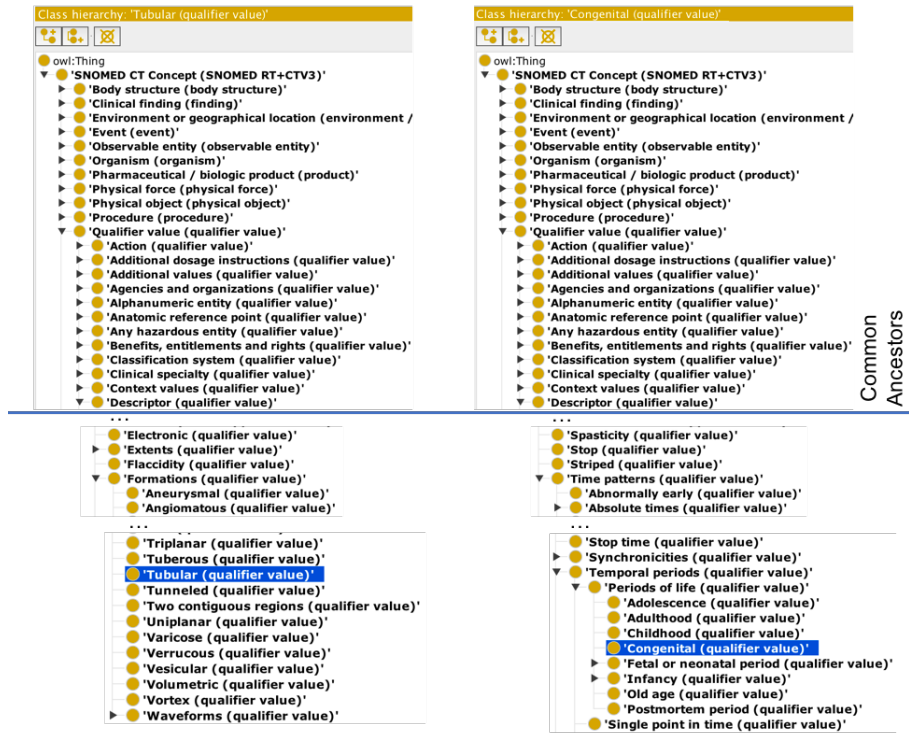 Class hierarchy: 'Tubular (qualifier value)'
owl:Thing
'SNOMED CT Concept (SNOMED RT+CTV3)'
'Body structure (body structure)'
'Clinical finding (finding)'
'Environment or geographical location (environment /
'Event (event)'
'Observable entity (observable entity)'
'Organism (organism)'
'Pharmaceutical / biologic product (product)'
'Physical force (physical force)'
'Physical object (physical object)'
'Procedure (procedure)'
'Qualifier value (qualifier value)'
'Action (qualifier value)'
'Additional dosage instructions (qualifier value)'
'Additional values (qualifier value)'
'Agencies and organizations (qualifier value)'
'Alphanumeric entity (qualifier value)'
'Anatomic reference point (qualifier value)'
'Any hazardous entity (qualifier value)'
'Benefits, entitlements and rights (qualifier value)'
'Classification system (qualifier value)'
'Clinical specialty (qualifier value)'
'Context values (qualifier value)'
'Descriptor (qualifier value)'
...
'Electronic (qualifier value)'
'Extents (qualifier value)'
'Flaccidity (qualifier value)'
'Formations (qualifier value)'
'Aneurysmal (qualifier value)'
'Angiomatous (qualifier value)'
...
'Triplanar (qualifier value)'
'Tuberous (qualifier value)'
'Tubular (qualifier value)'
'Tunneled (qualifier value)'
'Two contiguous regions (qualifier value)'
'Uniplanar (qualifier value)'
'Varicose (qualifier value)'
'Verrucous (qualifier value)'
'Vesicular (qualifier value)'
'Volumetric (qualifier value)'
'Vortex (qualifier value)'
'Waveforms (qualifier value)'
Class hierarchy: 'Congenital (qualifier value)'
owl:Thing
'SNOMED CT Concept (SNOMED RT+CTV3)'
'Body structure (body structure)'
'Clinical finding (finding)'
'Environment or geographical location (environment /
'Event (event)'
'Observable entity (observable entity)'
'Organism (organism)'
'Pharmaceutical / biologic product (product)'
'Physical force (physical force)'
'Physical object (physical object)'
'Procedure (procedure)'
'Qualifier value (qualifier value)'
'Action (qualifier value)'
'Additional dosage instructions (qualifier value)'
'Additional values (qualifier value)'
'Agencies and organizations (qualifier value)'
'Alphanumeric entity (qualifier value)'
'Anatomic reference point (qualifier value)'
'Any hazardous entity (qualifier value)'
'Benefits, entitlements and rights (qualifier value)'
'Classification system (qualifier value)'
'Clinical specialty (qualifier value)'
'Context values (qualifier value)'
'Descriptor (qualifier value)'
Common
Ancestors
...
'Spasticity (qualifier value)'
'Stop (qualifier value)'
'Striped (qualifier value)'
'Time patterns (qualifier value)'
'Abnormally early (qualifier value)'
'Absolute times (qualifier value)'
...
'Stop time (qualifier value)'
'Synchronicities (qualifier value)'
'Temporal periods (qualifier value)'
'Periods of life (qualifier value)'
'Adolescence (qualifier value)'
'Adulthood (qualifier value)'
'Childhood (qualifier value)'
'Congenital (qualifier value)'
'Fetal or neonatal period (qualifier value)'
'Infancy (qualifier value)'
'Old age (qualifier value)'
'Postmortem period (qualifier value)'
'Single point in time (qualifier value)'